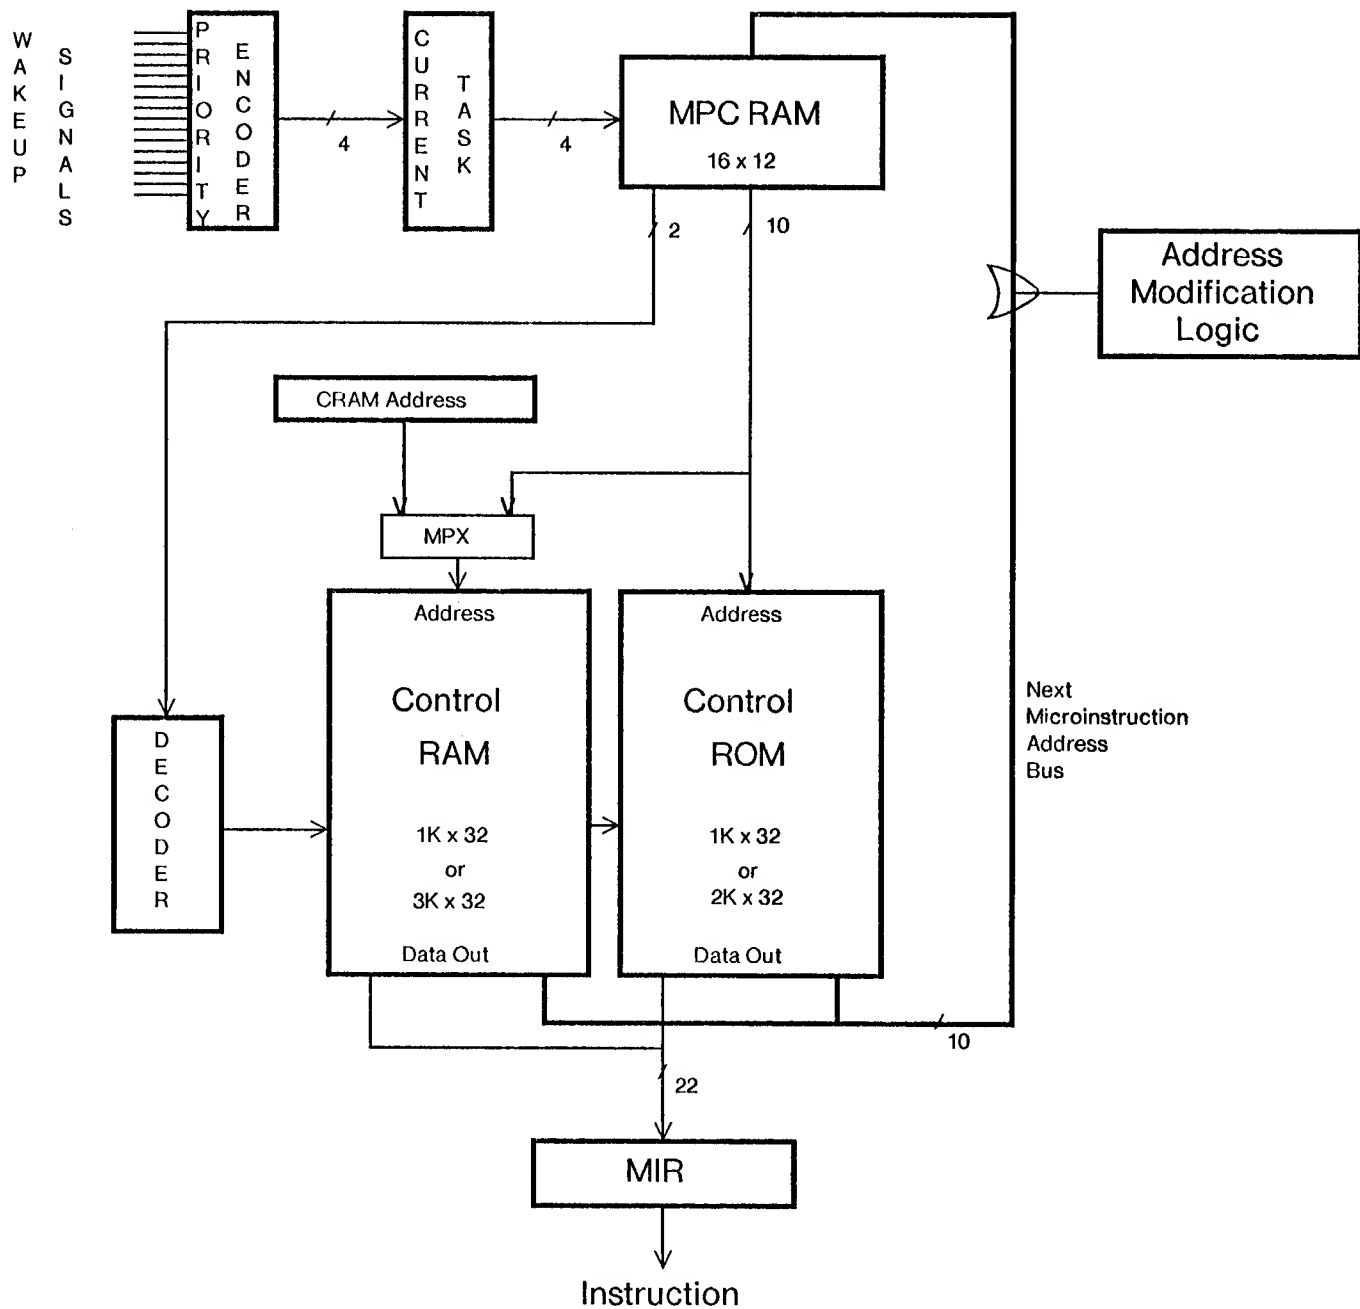 WAKEUP
SIGNALS
PRIORITY
ENCODER
4
CURRENT
TASK
4
MPC RAM
16 x 12
2
10
Address
Modification
Logic
CRAM Address
MPX
Address
Control
RAM
1K x 32
or
3K x 32
Data Out
Address
Control
ROM
1K x 32
or
2K x 32
Data Out
DECODER
Next
Microinstruction
Address
Bus
10
22
MIR
Instruction